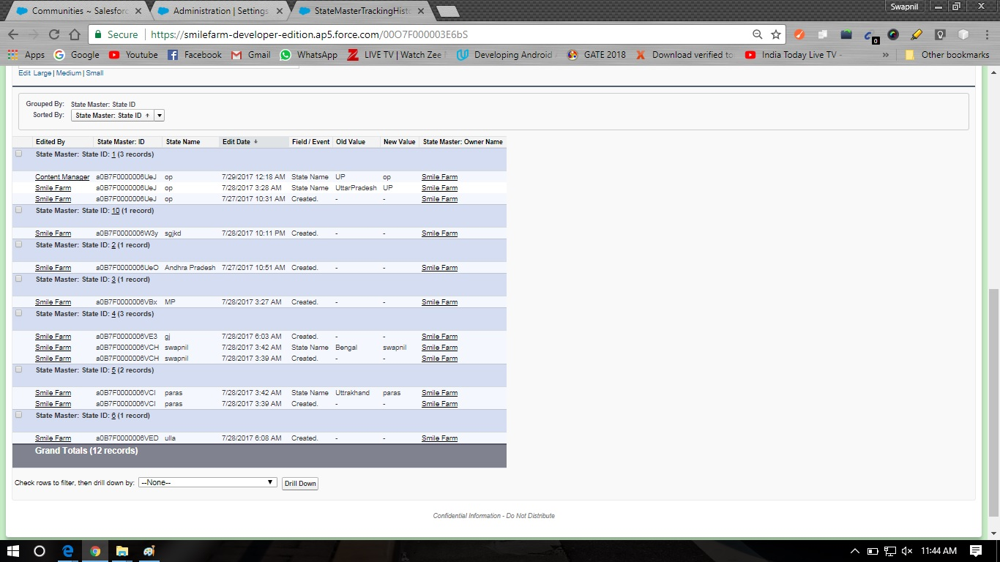 Communities ~ Salesforc
Administration | Settings
StateMasterTrackingHist
Swapnil
Secure https://smilefarm-developer-edition.ap5.force.com/00O7F000003E6bS
0
Apps Google Youtube Facebook Gmail WhatsApp LIVE TV | Watch Zee Developing Android GATE 2018 Download verified to India Today Live TV - » Other bookmarks
Edit Large | Medium | Small
Grouped By: State Master: State ID
Sorted By: State Master: State ID ↑
Edited By State Master: ID State Name Edit Date ↓ Field / Event Old Value New Value State Master: Owner Name
State Master: State ID: 1 (3 records)
Content Manager a0B7F0000006UeJ op 7/29/2017 12:18 AM State Name UP op Smile Farm
Smile Farm a0B7F0000006UeJ op 7/28/2017 3:28 AM State Name UttarPradesh UP Smile Farm
Smile Farm a0B7F0000006UeJ op 7/27/2017 10:31 AM Created. - - Smile Farm
State Master: State ID: 10 (1 record)
Smile Farm a0B7F0000006W3y sgjkd 7/28/2017 10:11 PM Created. - - Smile Farm
State Master: State ID: 2 (1 record)
Smile Farm a0B7F0000006UeO Andhra Pradesh 7/27/2017 10:51 AM Created. - - Smile Farm
State Master: State ID: 3 (1 record)
Smile Farm a0B7F0000006VBx MP 7/28/2017 3:27 AM Created. - - Smile Farm
State Master: State ID: 4 (3 records)
Smile Farm a0B7F0000006VE3 gj 7/28/2017 6:03 AM Created. - - Smile Farm
Smile Farm a0B7F0000006VCH swapnil 7/28/2017 3:42 AM State Name Bengal swapnil Smile Farm
Smile Farm a0B7F0000006VCH swapnil 7/28/2017 3:39 AM Created. - - Smile Farm
State Master: State ID: 5 (2 records)
Smile Farm a0B7F0000006VCI paras 7/28/2017 3:42 AM State Name Uttrakhand paras Smile Farm
Smile Farm a0B7F0000006VCI paras 7/28/2017 3:39 AM Created. - - Smile Farm
State Master: State ID: 6 (1 record)
Smile Farm a0B7F0000006VED ulla 7/28/2017 6:08 AM Created. - - Smile Farm
Grand Totals (12 records)
Check rows to filter, then drill down by: --None-- Drill Down
Confidential Information - Do Not Distribute
11:44 AM